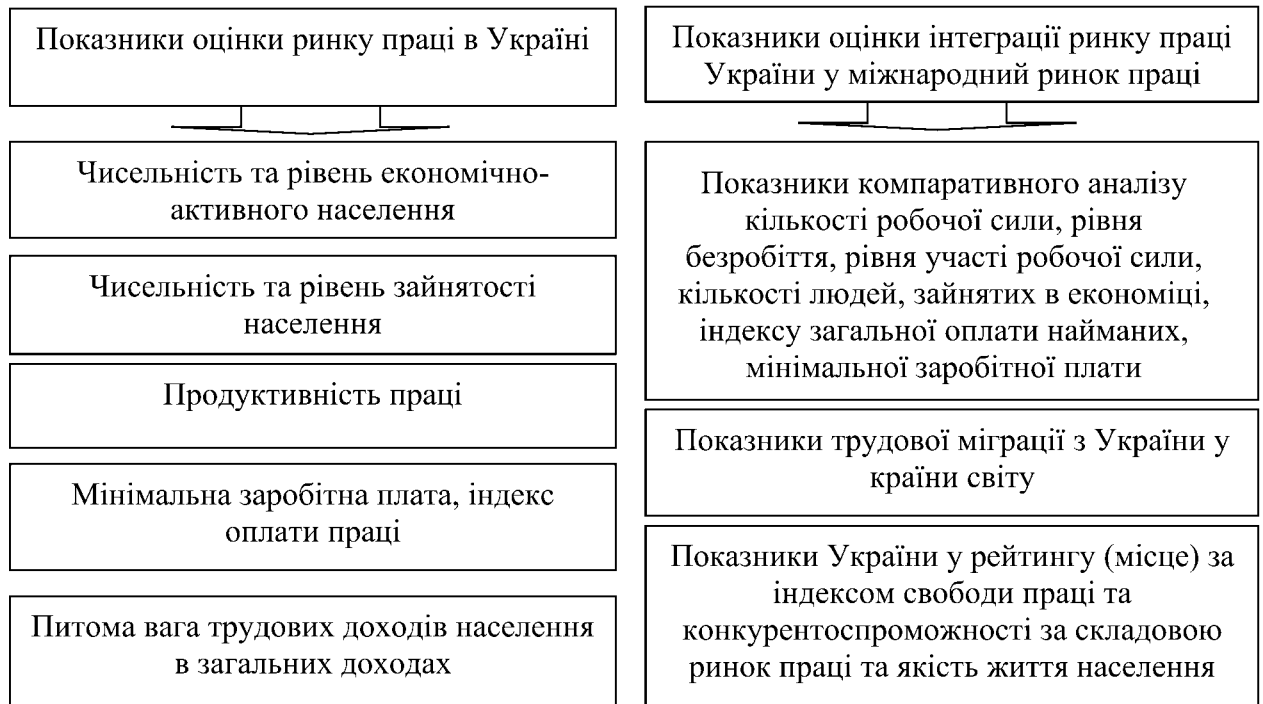 Показники оцінки ринку праці в Україні
Чисельність та рівень економічно-
активного населення
Чисельність та рівень зайнятості
населення
Продуктивність праці
Мінімальна заробітна плата, індекс
оплати праці
Питома вага трудових доходів населення
в загальних доходах
Показники оцінки інтеграції ринку праці
України у міжнародний ринок праці
Показники компаративного аналізу
кількості робочої сили, рівня
безробіття, рівня участі робочої сили,
кількості людей, зайнятих в економіці,
індексу загальної оплати найманих,
мінімальної заробітної плати
Показники трудової міграції з України у
країни світу
Показники України у рейтингу (місце) за
індексом свободи праці та
конкурентоспроможності за складовою
ринок праці та якість життя населення